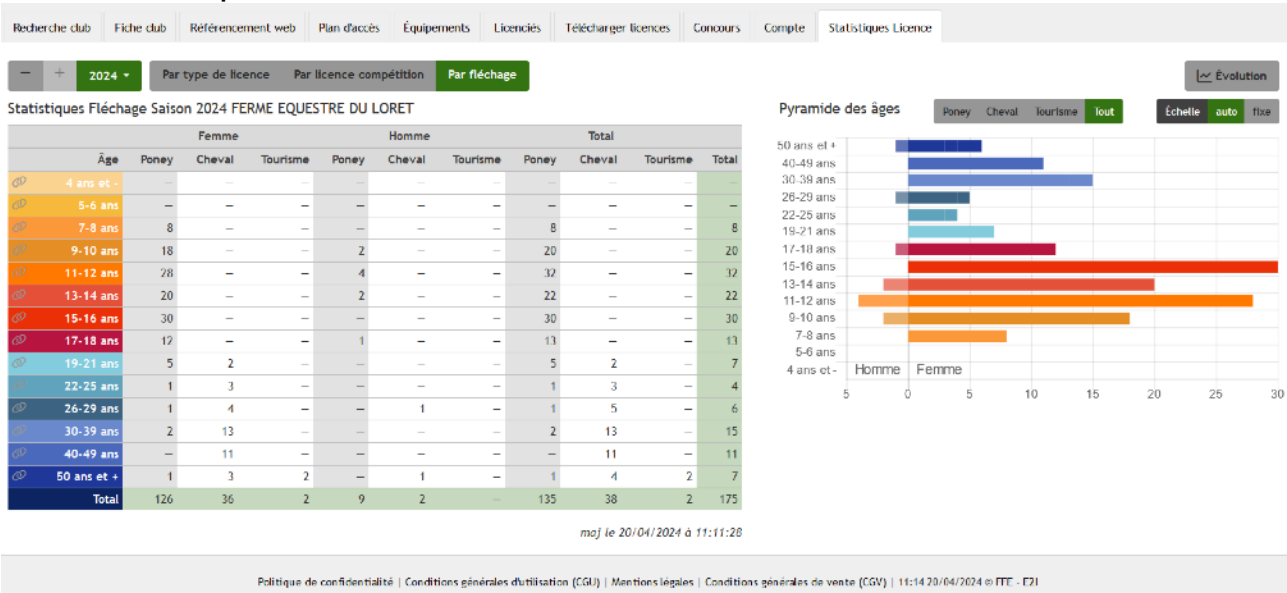 Recherche club Fiche club Référencement web Plan d'accès Équipements Licenciés Télécharger licences Concours Compte Statistiques Licence
− + 2024 Par type de licence Par licence compétition Par fléchage Évolution
Statistiques Fléchage Saison 2024 FERME EQUESTRE DU LORET
Femme Homme Total
Âge Poney Cheval Tourisme Poney Cheval Tourisme Poney Cheval Tourisme Total
4 ans et - — — — — — — — — — —
5-6 ans — — — — — — — — — —
7-8 ans 8 — — — — — 8 — — 8
9-10 ans 18 — — 2 — — 20 — — 20
11-12 ans 28 — — 4 — — 32 — — 32
13-14 ans 20 — — 2 — — 22 — — 22
15-16 ans 30 — — — — — 30 — — 30
17-18 ans 12 — — 1 — — 13 — — 13
19-21 ans 5 2 — — — — 5 2 — 7
22-25 ans 1 3 — — — — 1 3 — 4
26-29 ans 1 4 — — 1 — 1 5 — 6
30-39 ans 2 13 — — — — 2 13 — 15
40-49 ans — 11 — — — — — 11 — 11
50 ans et + 1 3 2 — 1 — 1 4 2 7
Total 126 36 2 9 2 — 135 38 2 175
maj le 20/04/2024 à 11:11:28
Pyramide des âges Poney Cheval Tourisme Tout Échelle auto fixe
50 ans et +
40-49 ans
30-39 ans
26-29 ans
22-25 ans
19-21 ans
17-18 ans
15-16 ans
13-14 ans
11-12 ans
9-10 ans
7-8 ans
5-6 ans
4 ans et - Homme Femme
5 0 5 10 15 20 25 30
Politique de confidentialité | Conditions générales d'utilisation (CGU) | Mentions légales | Conditions générales de vente (CGV) | 11:14 20/04/2024 © FFE - E2I